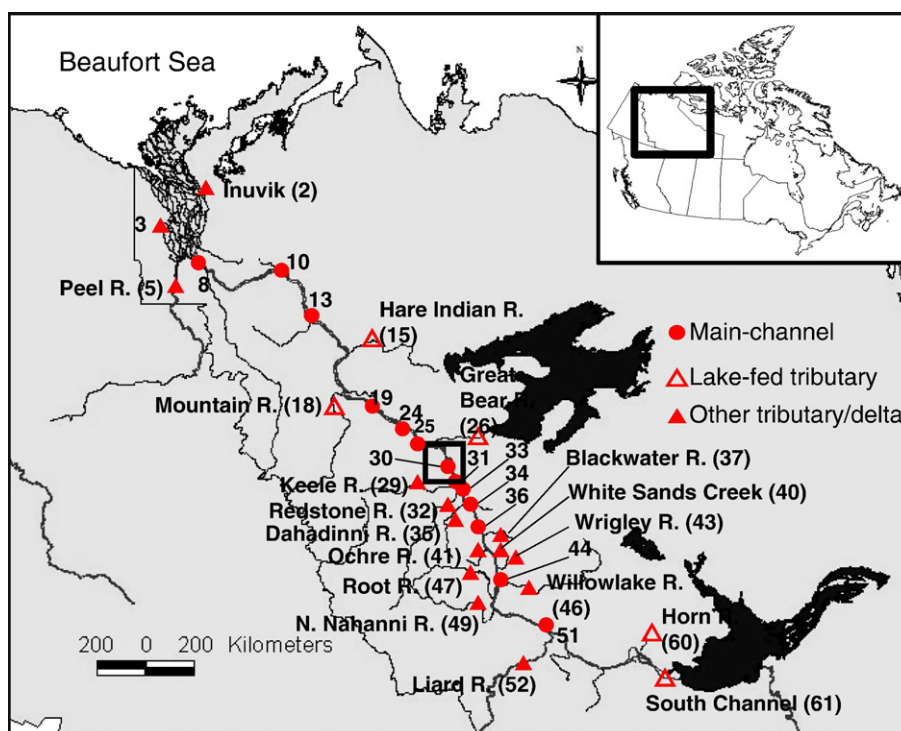 Beaufort Sea
N
Inuvik (2)
3
8
10
Peel R. (5)
13
Hare Indian R.
(15)
Main-channel
Lake-fed tributary
Other tributary/delta
Great
Bear R.
(26)
Mountain R. (18)
19
24
25
33
30
31
34
Blackwater R. (37)
Keele R. (29)
36
White Sands Creek (40)
Redstone R. (32)
Dahadinni R. (35)
Wrigley R. (43)
Ochre R. (41)
44
Root R. (47)
Willowlake R.
(46)
N. Nahanni R. (49)
Horn R.
(60)
51
200 0 200 Kilometers
Liard R. (52)
South Channel (61)